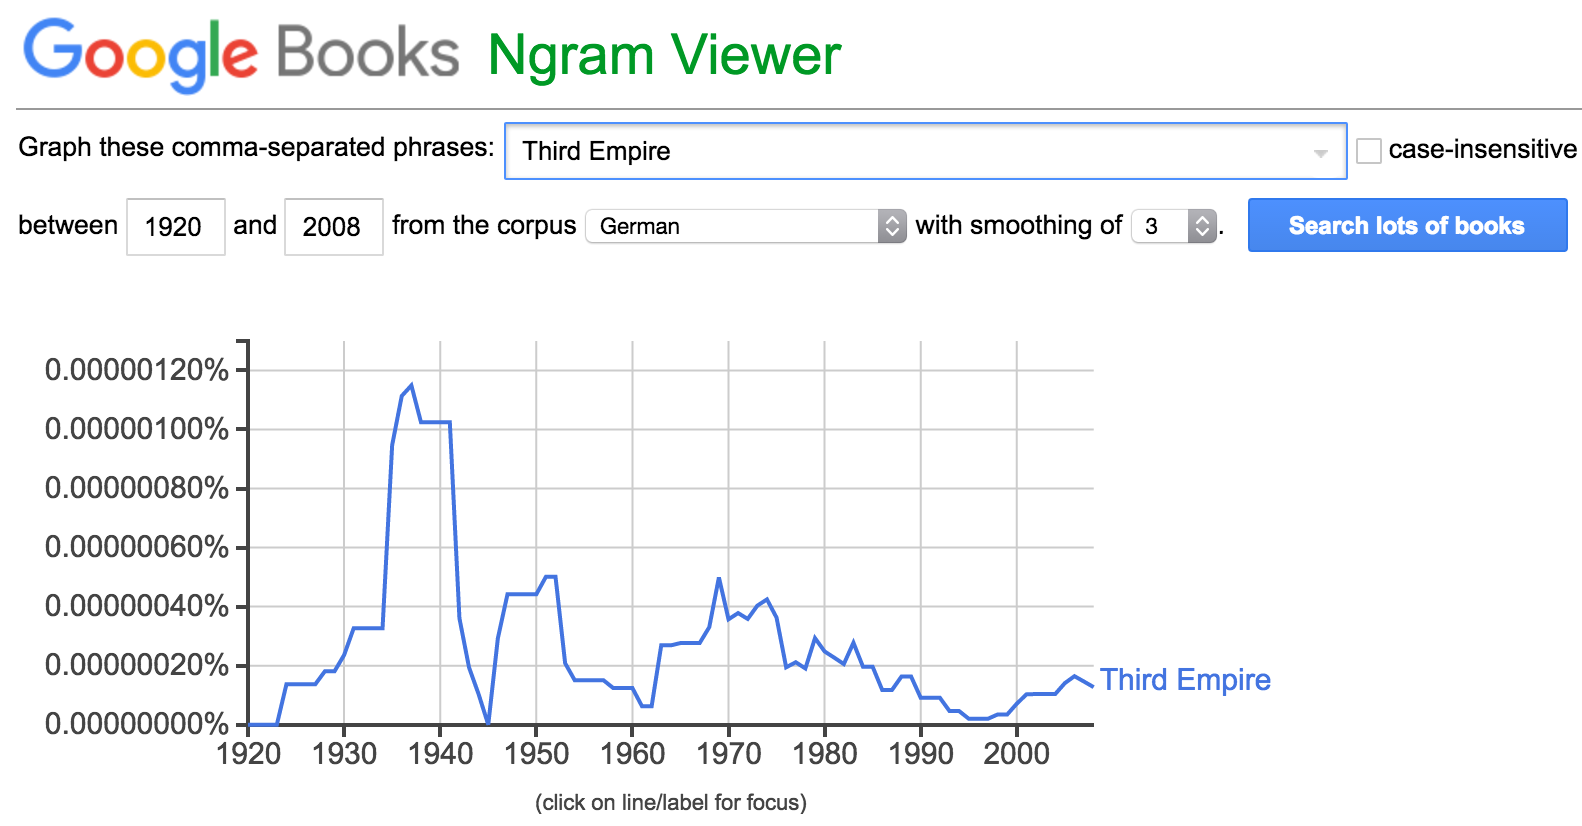 Google Books Ngram Viewer
Graph these comma-separated phrases: Third Empire case-insensitive
between 1920 and 2008 from the corpus German with smoothing of 3 . Search lots of books
0.00000120%
0.00000100%
0.00000080%
0.00000060%
0.00000040%
0.00000020%
Third Empire
0.00000000%
1920 1930 1940 1950 1960 1970 1980 1990 2000
(click on line/label for focus)